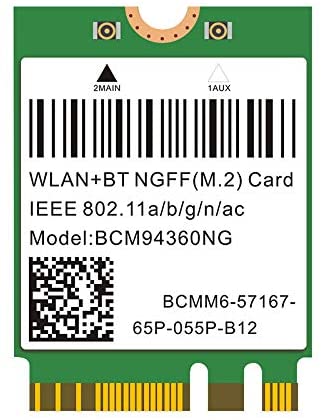 2MAIN 1AUX
WLAN+BT NGFF(M.2) Card
IEEE 802.11a/b/g/n/ac
Model:BCM94360NG
BCMM6-57167-
65P-055P-B12